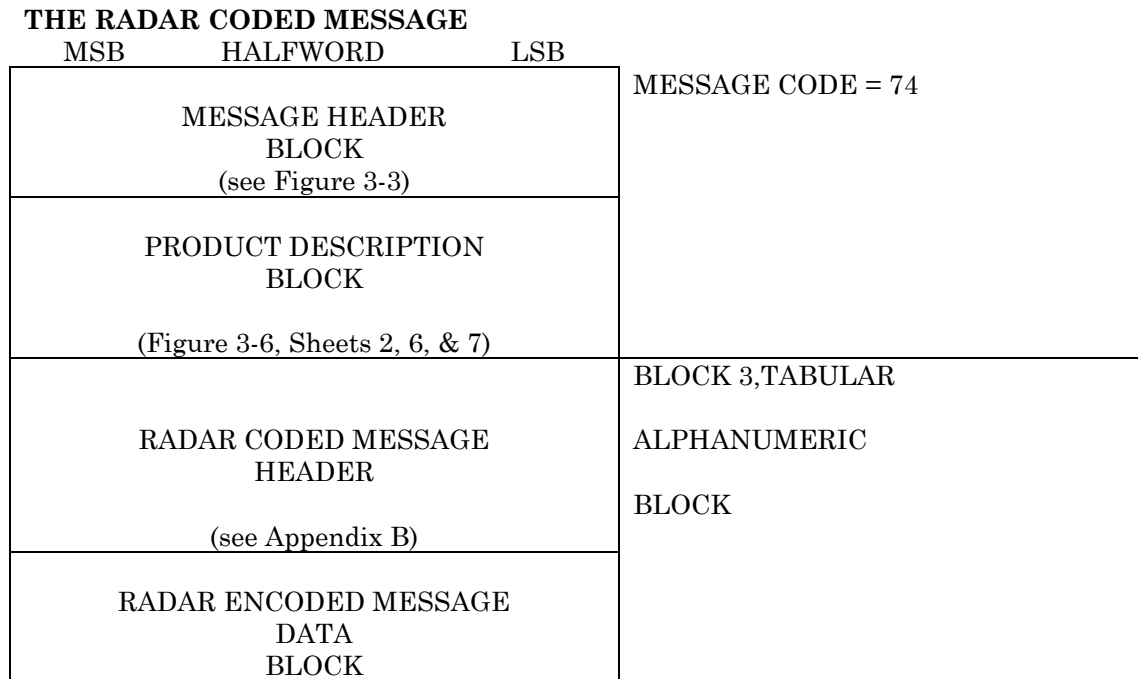 THE RADAR CODED MESSAGE
MSB HALFWORD LSB
MESSAGE CODE = 74
MESSAGE HEADER
BLOCK
(see Figure 3-3)
PRODUCT DESCRIPTION
BLOCK
(Figure 3-6, Sheets 2, 6, & 7)
BLOCK 3,TABULAR
RADAR CODED MESSAGE
HEADER
(see Appendix B)
ALPHANUMERIC
BLOCK
RADAR ENCODED MESSAGE
DATA
BLOCK